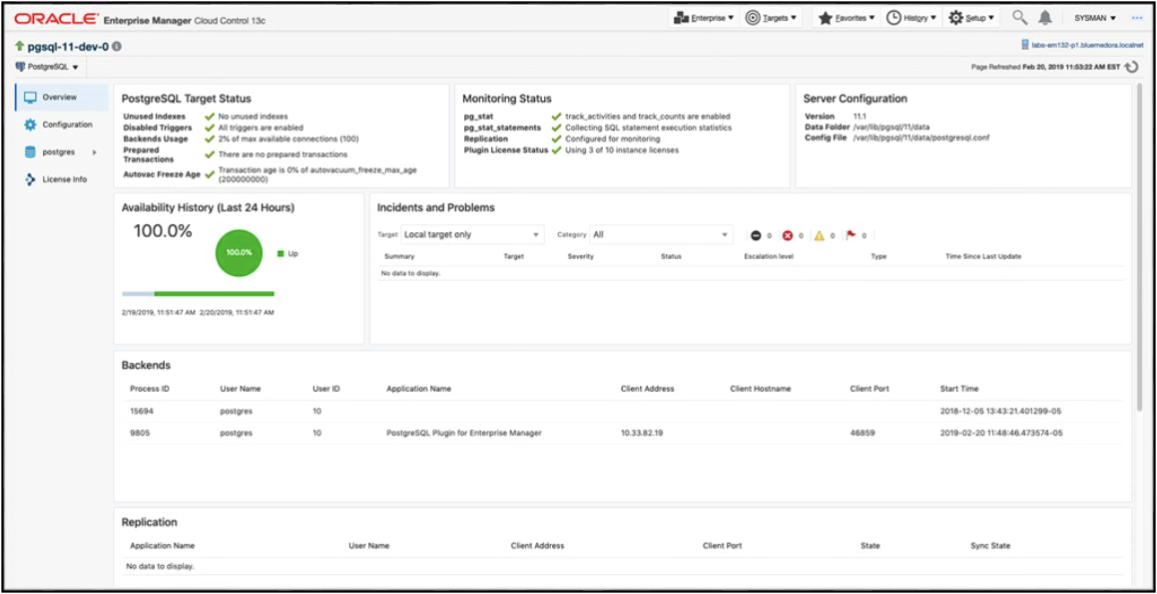 ORACLE Enterprise Manager Cloud Control 13c Enterprise Targets Favorites History Setup SYSMAN
pgsql-11-dev-0 labs-em132-p1.bluemedora.localnet
PostgreSQL Page Refreshed Feb 20, 2019 11:53:22 AM EST
Overview
Configuration
postgres
License Info
PostgreSQL Target Status
Unused Indexes No unused indexes
Disabled Triggers All triggers are enabled
Backends Usage 2% of max available connections (100)
Prepared Transactions There are no prepared transactions
Autovac Freeze Age Transaction age is 0% of autovacuum_freeze_max_age
(200000000)
Monitoring Status
pg_stat track_activities and track_counts are enabled
pg_stat_statements Collecting SQL statement execution statistics
Replication Configured for monitoring
Plugin License Status Using 3 of 10 instance licenses
Server Configuration
Version 11.1
Data Folder /var/lib/pgsql/11/data
Config File /var/lib/pgsql/11/data/postgresql.conf
Availability History (Last 24 Hours)
100.0%
100.0% Up
2/19/2019, 11:51:47 AM 2/20/2019, 11:51:47 AM
Incidents and Problems
Target Local target only Category All 0 0 0 0
Summary Target Severity Status Escalation level Type Time Since Last Update
No data to display.
Backends
Process ID User Name User ID Application Name Client Address Client Hostname Client Port Start Time
15694 postgres 10 2018-12-05 13:43:21.401299-05
9805 postgres 10 PostgreSQL Plugin for Enterprise Manager 10.33.82.19 46859 2019-02-20 11:48:46.473574-05
Replication
Application Name User Name Client Address Client Port State Sync State
No data to display.